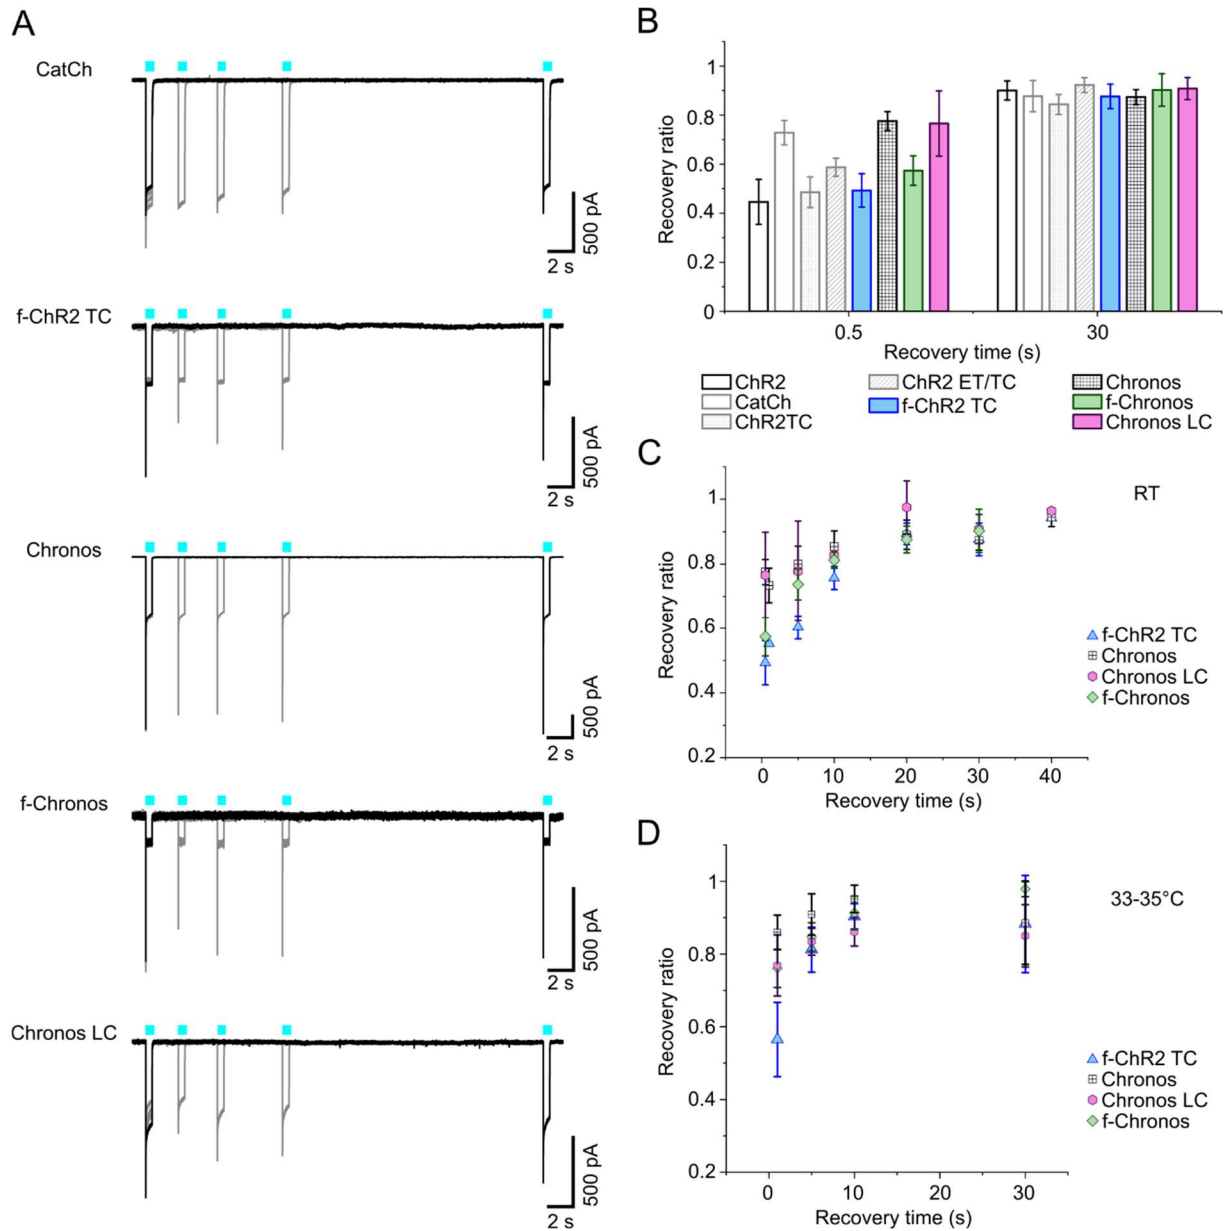 A
CatCh
500 pA
2 s
f-ChR2 TC
500 pA
2 s
Chronos
500 pA
2 s
f-Chronos
500 pA
2 s
Chronos LC
500 pA
2 s
B
Recovery ratio
1
0.8
0.6
0.4
0.2
0
0.5 30
Recovery time (s)
ChR2 ChR2 ET/TC Chronos
CatCh f-ChR2 TC f-Chronos
ChR2TC Chronos LC
C
RT
Recovery ratio
1
0.8
0.6
0.4
0.2
f-ChR2 TC
Chronos
Chronos LC
f-Chronos
0 10 20 30 40
Recovery time (s)
D
33-35°C
Recovery ratio
1
0.8
0.6
0.4
0.2
f-ChR2 TC
Chronos
Chronos LC
f-Chronos
0 10 20 30
Recovery time (s)